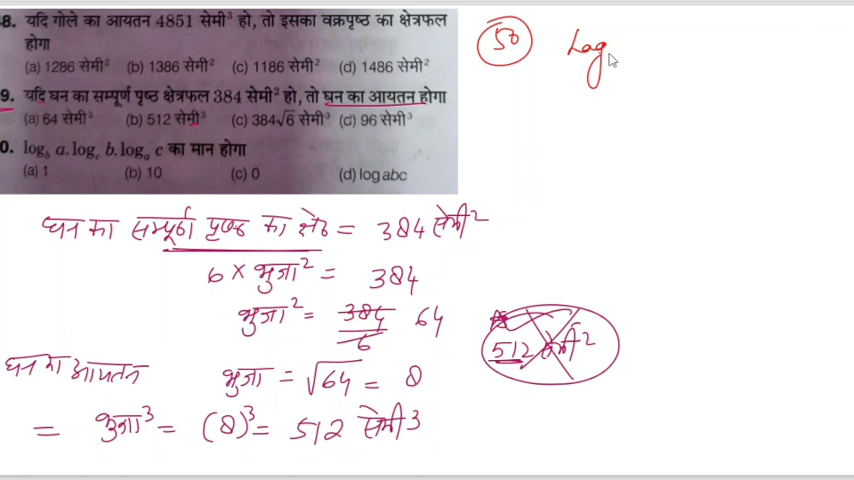 8. यदि गोले का आयतन 4851 सेमी³ हो, तो इसका वक्रपृष्ठ का क्षेत्रफल
होगा
(a) 1286 सेमी² (b) 1386 सेमी² (c) 1186 सेमी² (d) 1486 सेमी²
9. यदि घन का सम्पूर्ण पृष्ठ क्षेत्रफल 384 सेमी² हो, तो घन का आयतन होगा
(a) 64 सेमी³ (b) 512 सेमी³ (c) 384√6 सेमी³ (d) 96 सेमी³
0. log_b a. log_c b. log_a c का मान होगा
(a) 1 (b) 10 (c) 0 (d) log abc
50 Log
घन का सम्पूर्ण पृष्ठ का क्षे० = 384 सेमी²
6 × भुजा² = 384
भुजा² = 384/6 64
512 सेमी²
भुजा = √64 = 8
घन का आयतन
= भुजा³ = (8)³ = 512 सेमी³